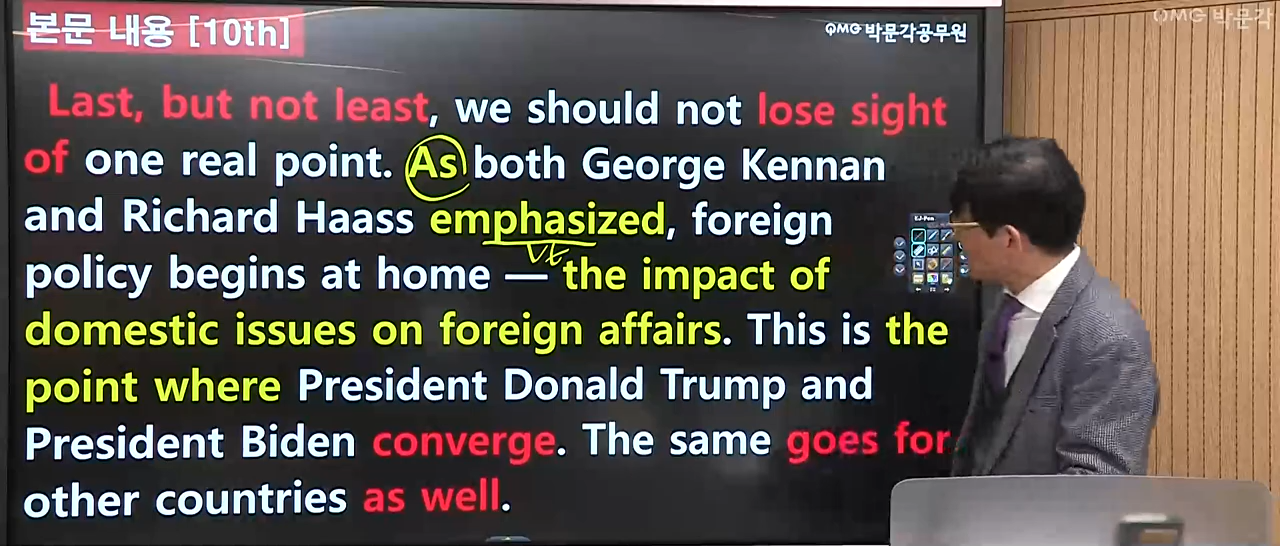 본문 내용 [10th]
QMG 박문각공무원
QMG 박문각
Last, but not least, we should not lose sight
of one real point. As both George Kennan
and Richard Haass emphasized, foreign
vt
policy begins at home — the impact of
domestic issues on foreign affairs. This is the
point where President Donald Trump and
President Biden converge. The same goes for
other countries as well.